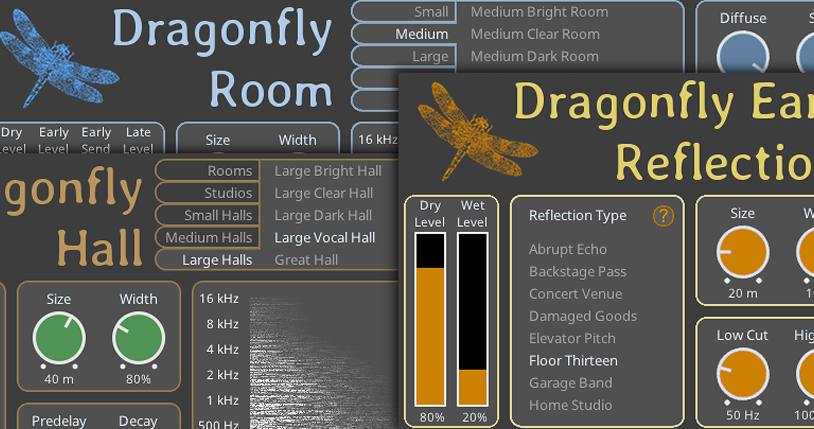 Dragonfly
Room
Small
Medium
Large
Medium Bright Room
Medium Clear Room
Medium Dark Room
Diffuse
Dry
Level
Early
Level
Early
Send
Late
Level
Size
Width
16 kHz
gonfly
Hall
Rooms
Studios
Small Halls
Medium Halls
Large Halls
Large Bright Hall
Large Clear Hall
Large Dark Hall
Large Vocal Hall
Great Hall
Size
40 m
Width
80%
Predelay
Decay
16 kHz
8 kHz
4 kHz
2 kHz
1 kHz
500 Hz
Dragonfly Ear
Reflectio
Dry
Level
80%
Wet
Level
20%
Reflection Type
?
Abrupt Echo
Backstage Pass
Concert Venue
Damaged Goods
Elevator Pitch
Floor Thirteen
Garage Band
Home Studio
Size
20 m
Low Cut
50 Hz